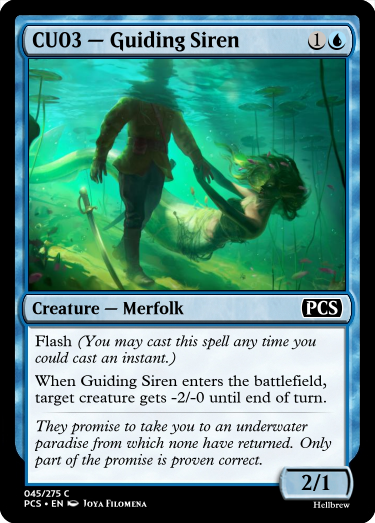 CU03 — Guiding Siren 1
Creature — Merfolk PCS
Flash (You may cast this spell any time you
could cast an instant.)
When Guiding Siren enters the battlefield,
target creature gets -2/-0 until end of turn.
They promise to take you to an underwater
paradise from which none have returned. Only
part of the promise is proven correct.
2/1
045/275 C
PCS • EN Joya Filomena
Hellbrew